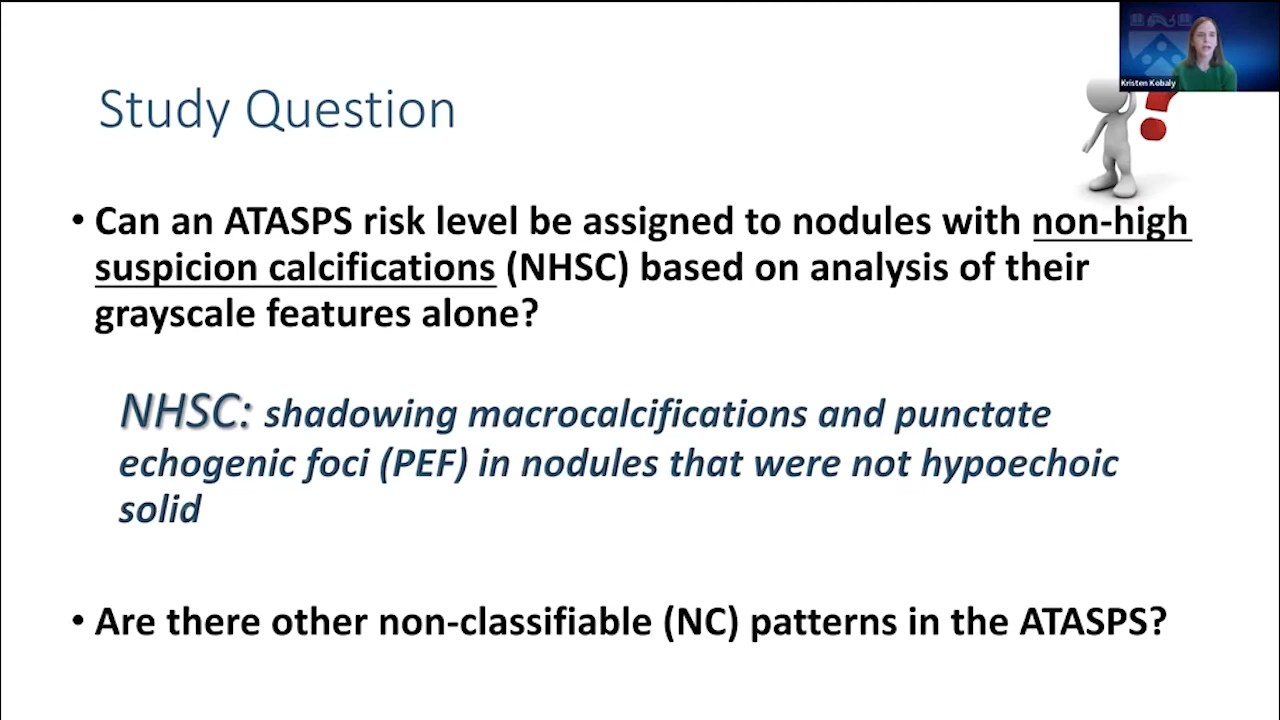 Kristen Kobaly
Study Question
• Can an ATASPS risk level be assigned to nodules with non-high
suspicion calcifications (NHSC) based on analysis of their
grayscale features alone?
NHSC: shadowing macrocalcifications and punctate
echogenic foci (PEF) in nodules that were not hypoechoic
solid
• Are there other non-classifiable (NC) patterns in the ATASPS?